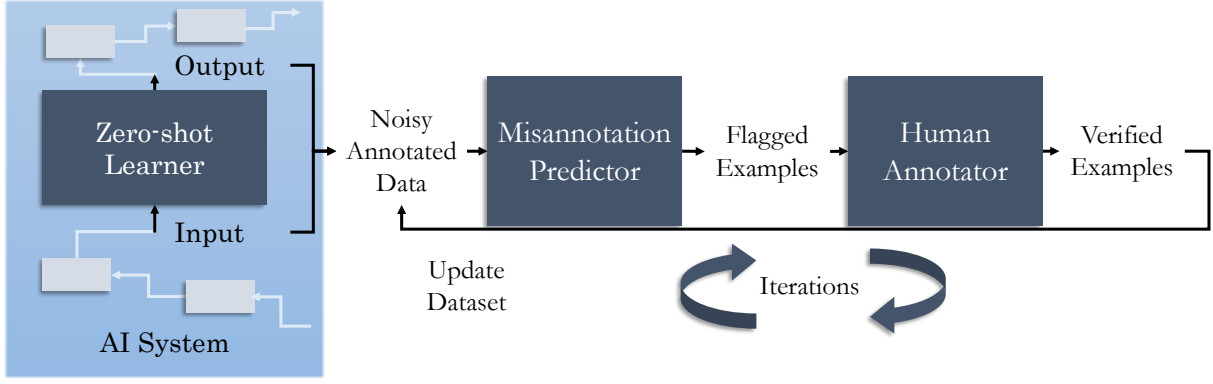 Output
Zero-shot
Learner
Input
AI System
Noisy
Annotated
Data
Misannotation
Predictor
Flagged
Examples
Human
Annotator
Verified
Examples
Update
Dataset
Iterations